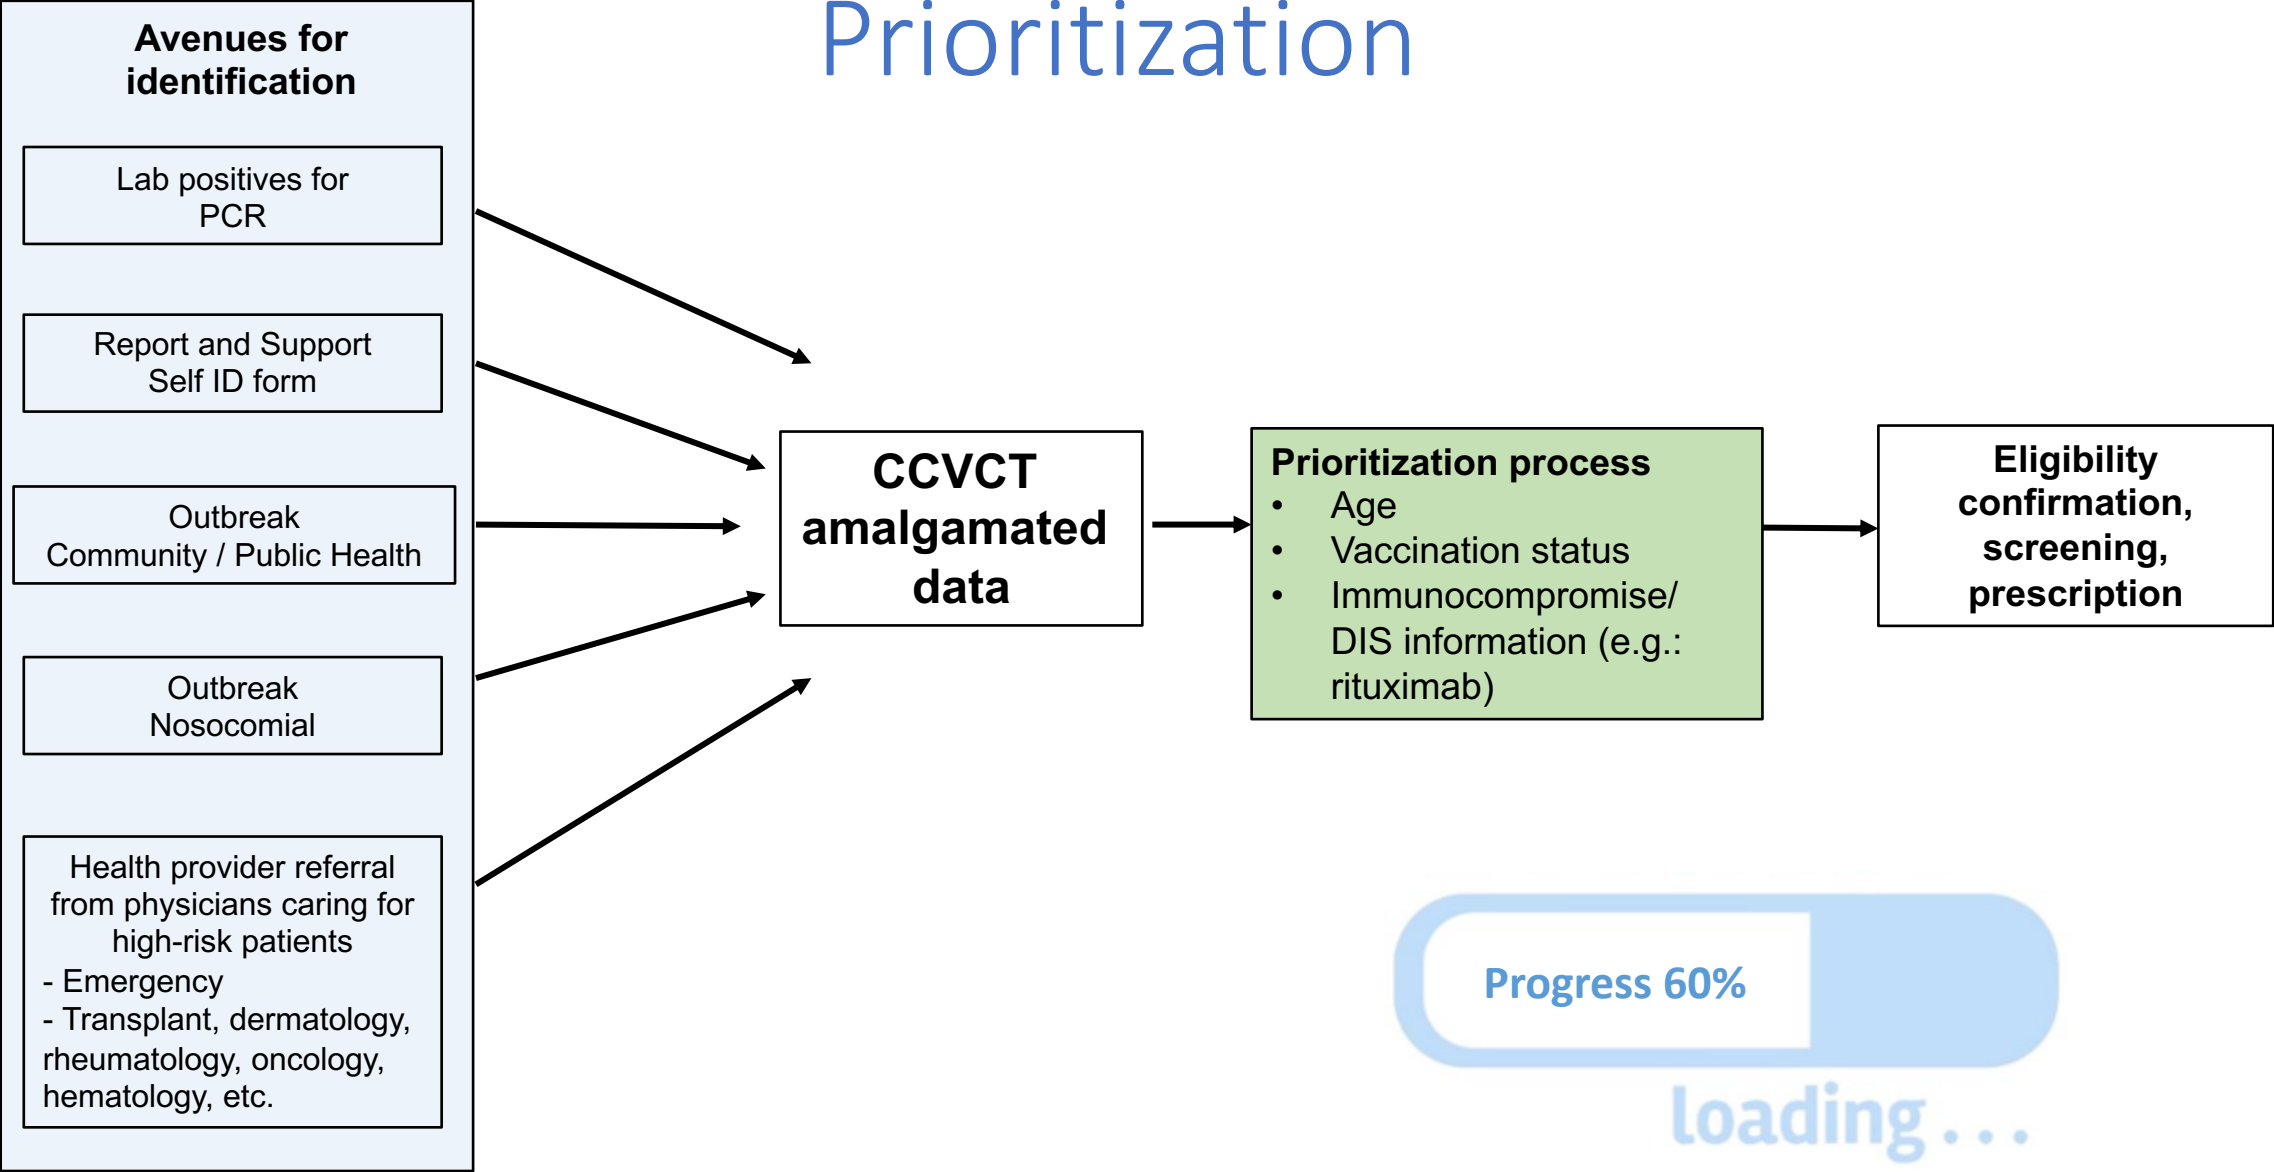 Prioritization
Avenues for
identification
Lab positives for
PCR
Report and Support
Self ID form
Outbreak
Community / Public Health
Outbreak
Nosocomial
Health provider referral
from physicians caring for
high-risk patients
- Emergency
- Transplant, dermatology,
rheumatology, oncology,
hematology, etc.
CCVCT
amalgamated
data
Prioritization process
• Age
• Vaccination status
• Immunocompromise/
DIS information (e.g.:
rituximab)
Eligibility
confirmation,
screening,
prescription
Progress 60%
loading...